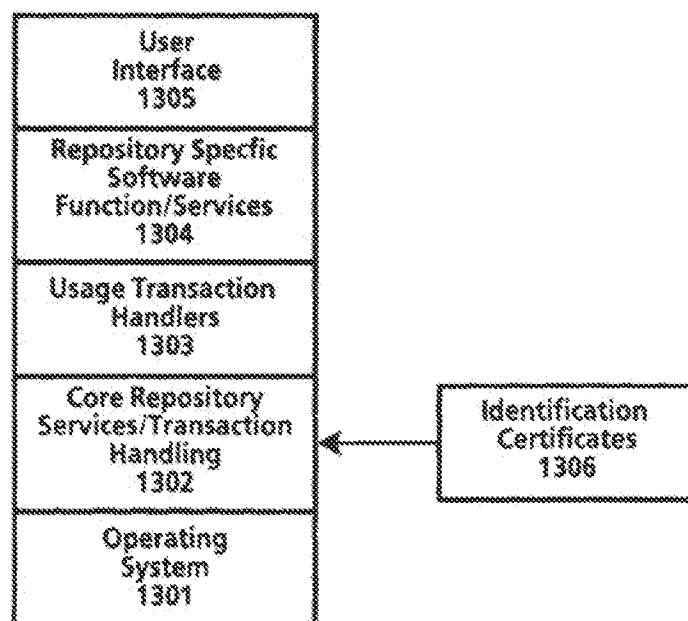 User
Interface
1305
Repository Specfic
Software
Function/Services
1304
Usage Transaction
Handlers
1303
Core Repository
Services/Transaction
Handling
1302
Identification
Certificates
1306
Operating
System
1301